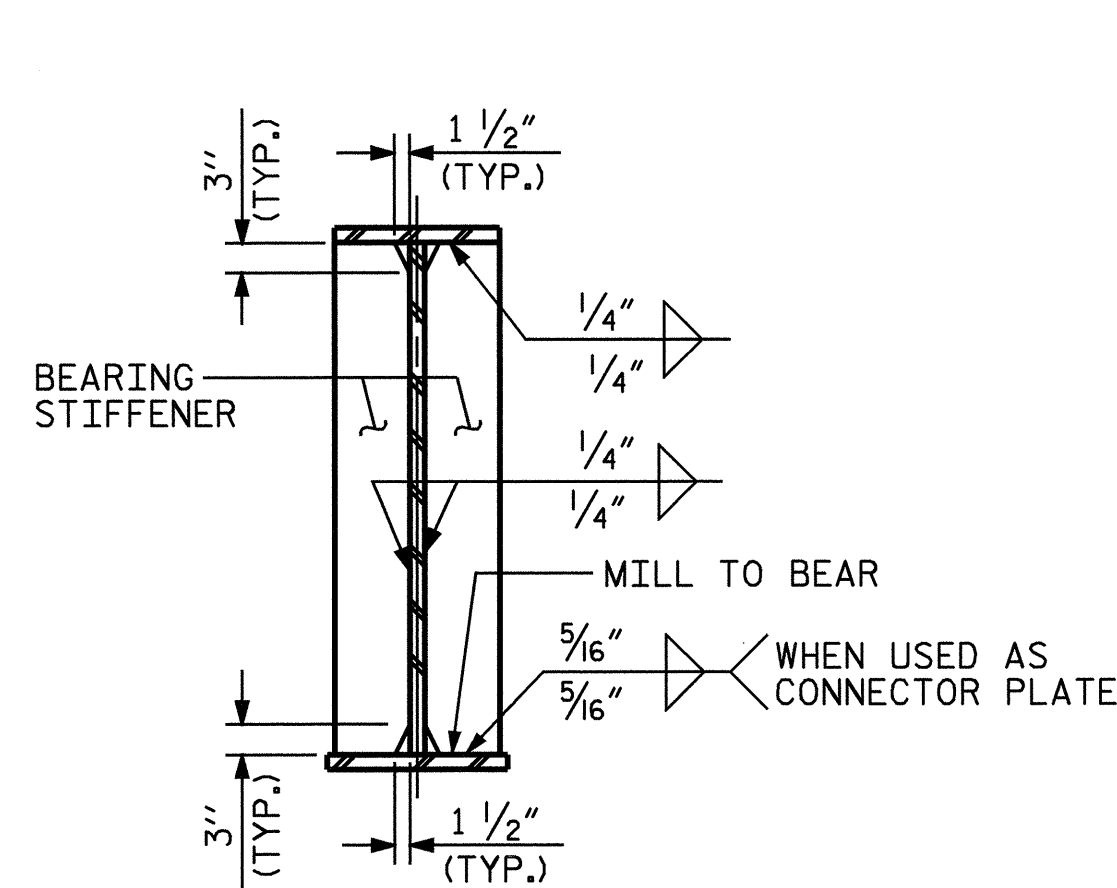 1 1/2"
(TYP.)
3"
(TYP.)
1/4"
1/4"
BEARING
STIFFENER
1/4"
1/4"
MILL TO BEAR
5/16"
5/16"
WHEN USED AS
CONNECTOR PLATE
3"
(TYP.)
1 1/2"
(TYP.)